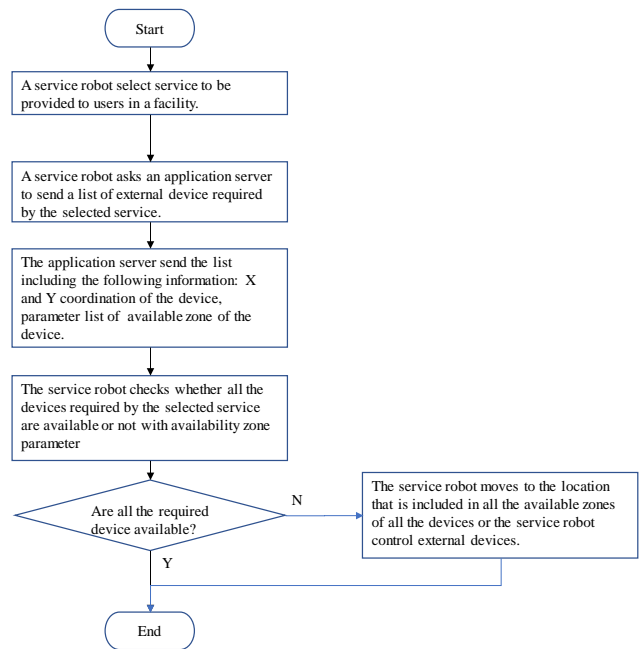 Start
A service robot select service to be
provided to users in a facility.
A service robot asks an application server
to send a list of external device required
by the selected service.
The application server send the list
including the following information: X
and Y coordination of the device,
parameter list of available zone of the
device.
The service robot checks whether all the
devices required by the selected service
are available or not with availability zone
parameter
Are all the required
device available?
N
The service robot moves to the location
that is included in all the available zones
of all the devices or the service robot
control external devices.
Y
End